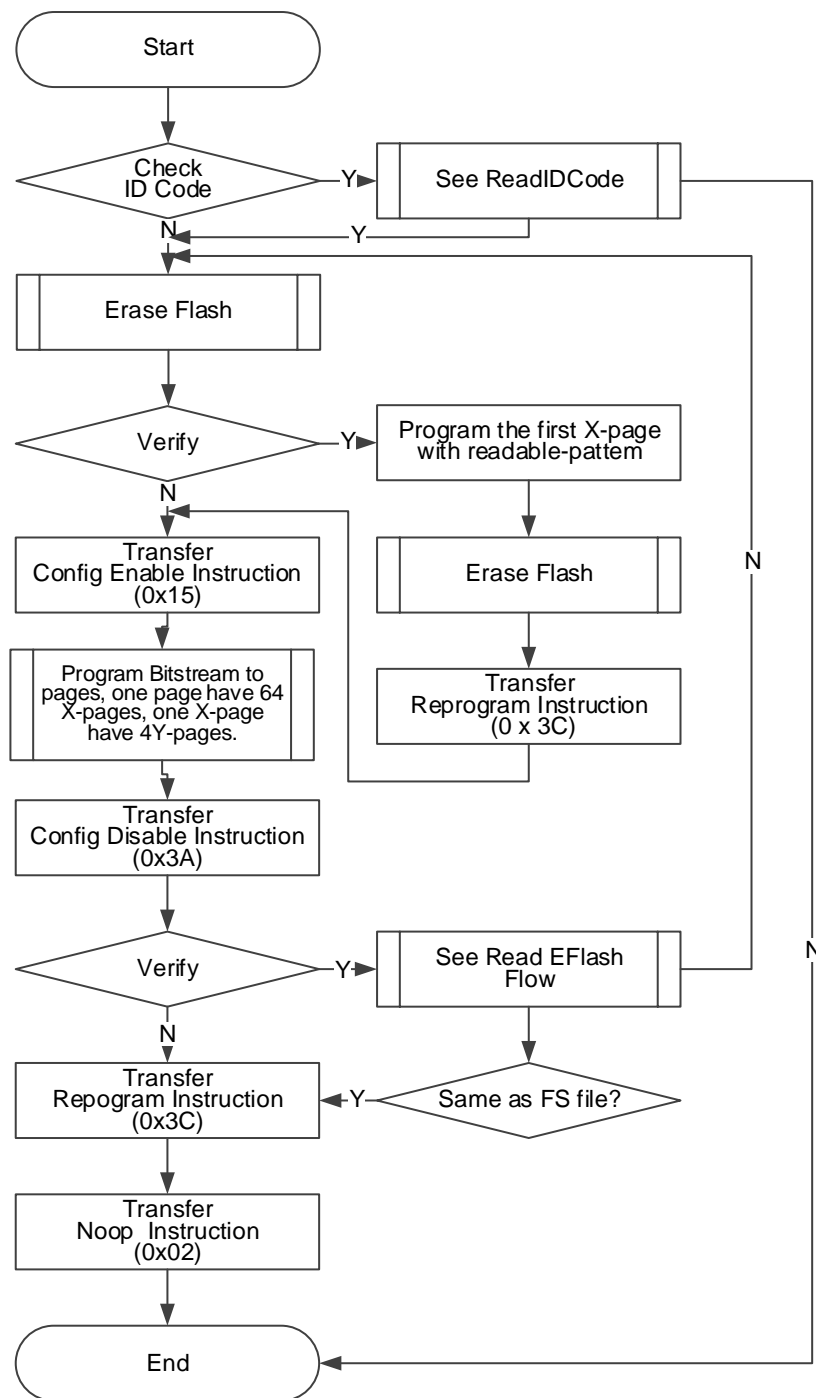 Start
Check
ID Code
Y
See ReadIDCode
N
Y
Erase Flash
Verify
Y
Program the first X-page
with readable-pattem
N
Transfer
Config Enable Instruction
(0x15)
Erase Flash
N
Program Bitstream to
pages, one page have 64
X-pages, one X-page
have 4Y-pages.
Transfer
Reprogram Instruction
(0 x 3C)
Transfer
Config Disable Instruction
(0x3A)
Verify
Y
See Read EFlash
Flow
N
N
Transfer
Repogram Instruction
(0x3C)
Y
Same as FS file?
Transfer
Noop Instruction
(0x02)
End